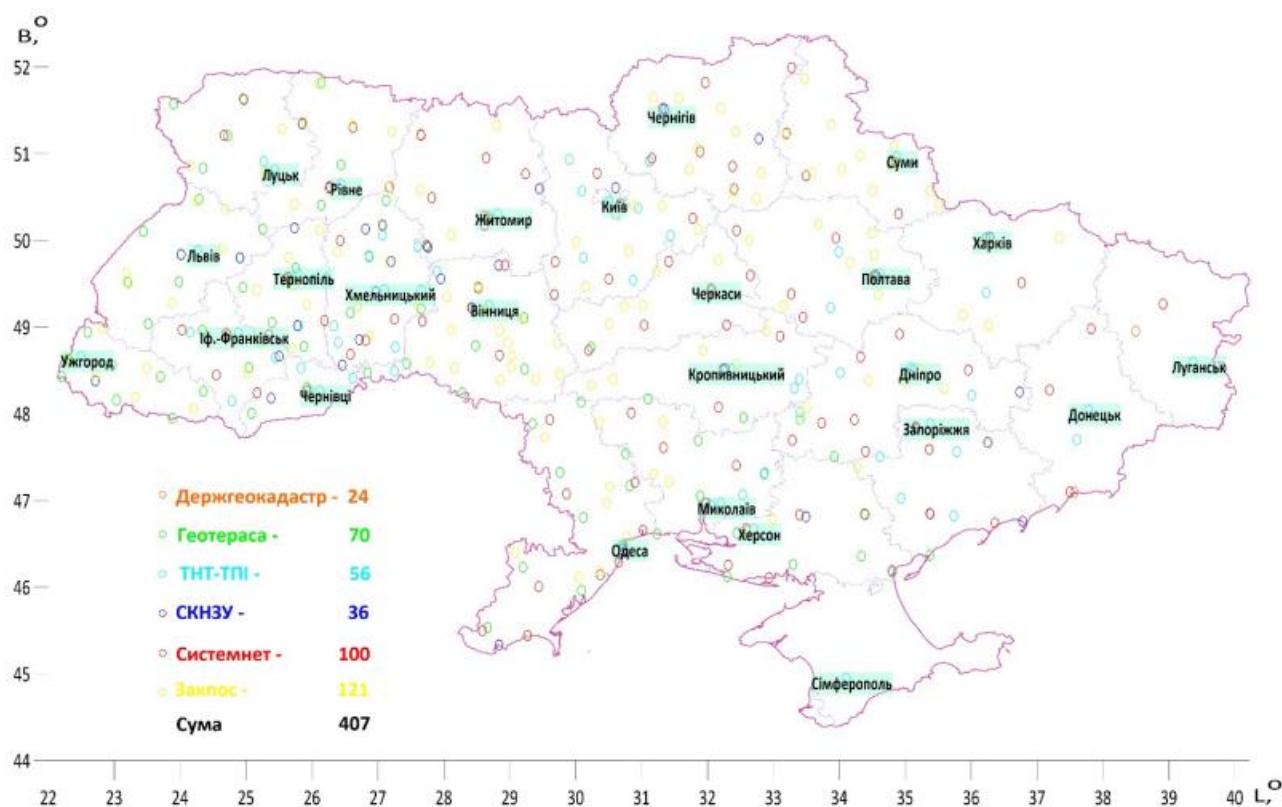 B,°
52
51
50
49
48
47
46
45
44
Чернігів
Суми
Луцьк
Рівне
Київ
Житомир
Харків
Львів
Тернопіль
Хмельницький
Черкаси
Полтава
Вінниця
Іф.-Франківськ
Ужгород
Кропивницький
Дніпро
Луганськ
Чернівці
Донецьк
Запоріжжя
Миколаїв
Херсон
Одеса
Сімферополь
Держгеокадастр - 24
Геотераса - 70
ТНТ-ТПІ - 56
СКНЗУ - 36
Системнет - 100
Закпос - 121
Сума 407
22 23 24 25 26 27 28 29 30 31 32 33 34 35 36 37 38 39 40 L,°